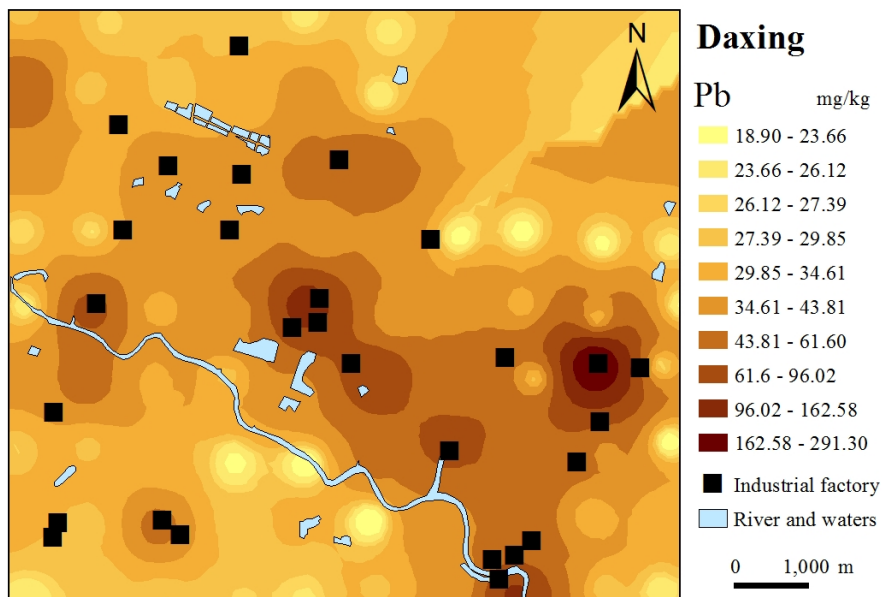 N
Daxing
Pb mg/kg
18.90 - 23.66
23.66 - 26.12
26.12 - 27.39
27.39 - 29.85
29.85 - 34.61
34.61 - 43.81
43.81 - 61.60
61.6 - 96.02
96.02 - 162.58
162.58 - 291.30
Industrial factory
River and waters
0 1,000 m